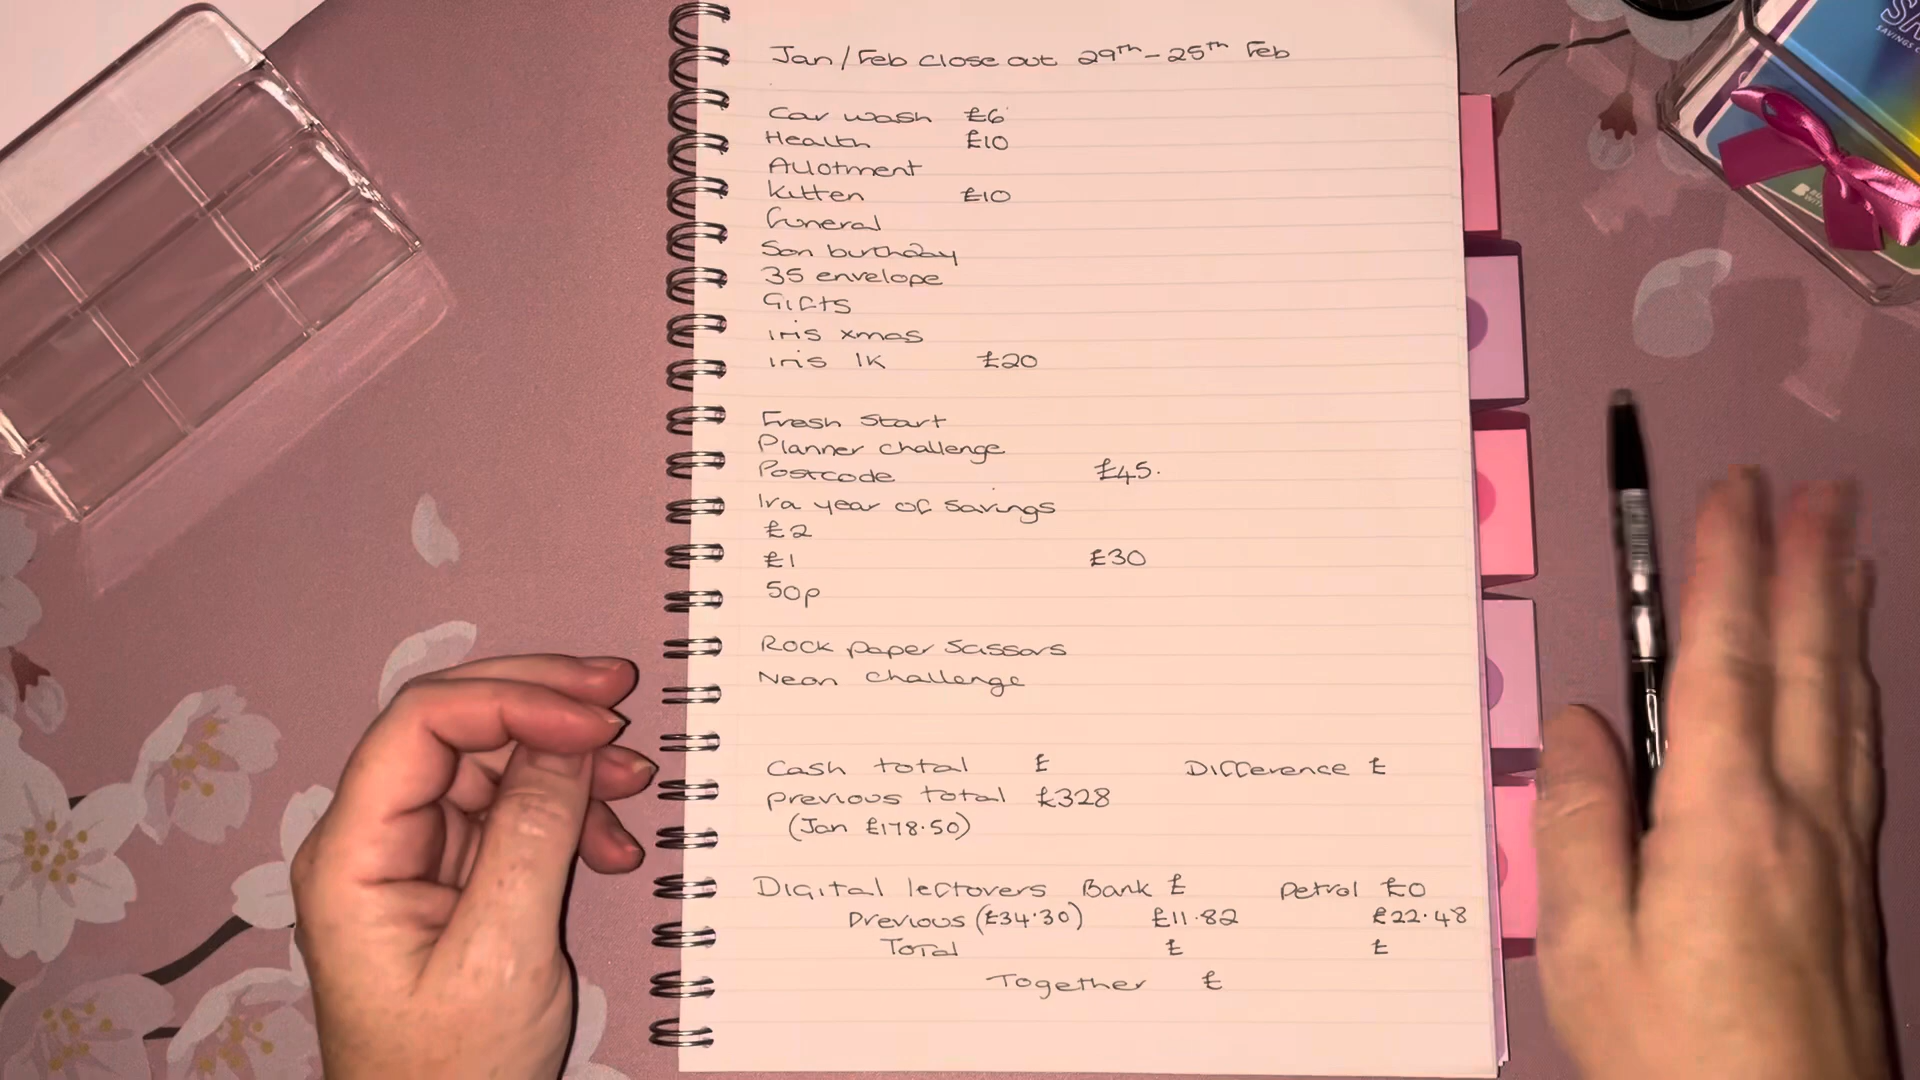 Jan/Feb close out 29th - 25th Feb
Car wash £6
Health £10
Allotment
Kitten £10
Funeral
Son birthday
35 envelope
Gifts
Iris xmas
Iris 1K £20
Fresh Start
Planner challenge
Postcode £45.
Iva year of savings
£2
£1 £30
50p
Rock paper Scissors
Neon challenge
Cash total £ Difference £
previous total £328
(Jan £178.50)
Digital leftovers Bank £ petrol £0
Previous (£34.30) £11.82 £22.48
Total £ £
Together £